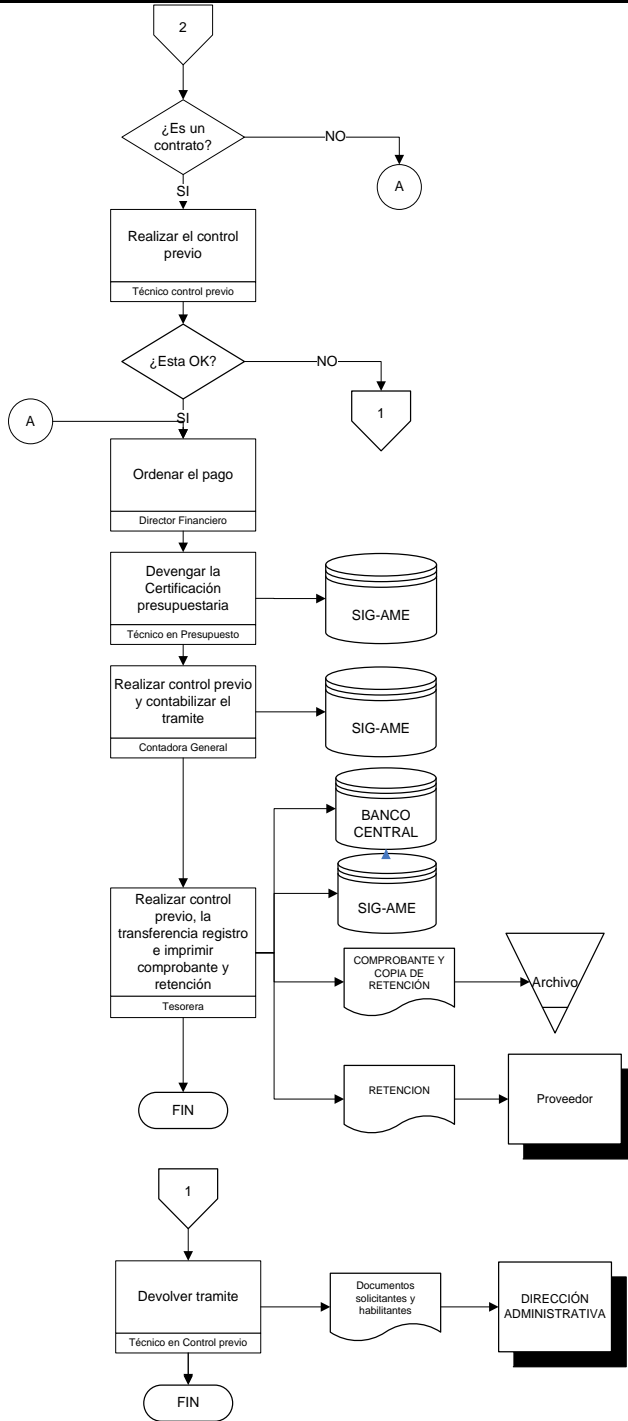 2
¿Es un
contrato?
NO
A
SI
Realizar el control
previo
Técnico control previo
¿Esta OK?
NO
1
A
SI
Ordenar el pago
Director Financiero
Devengar la
Certificación
presupuestaria
Técnico en Presupuesto
SIG-AME
Realizar control previo
y contabilizar el
tramite
Contadora General
SIG-AME
BANCO
CENTRAL
SIG-AME
Realizar control
previo, la
transferencia registro
e imprimir
comprobante y
retención
Tesorera
COMPROBANTE Y
COPIA DE
RETENCIÓN
Archivo
FIN
RETENCION
Proveedor
1
Devolver tramite
Técnico en Control previo
Documentos
solicitantes y
habilitantes
DIRECCIÓN
ADMINISTRATIVA
FIN